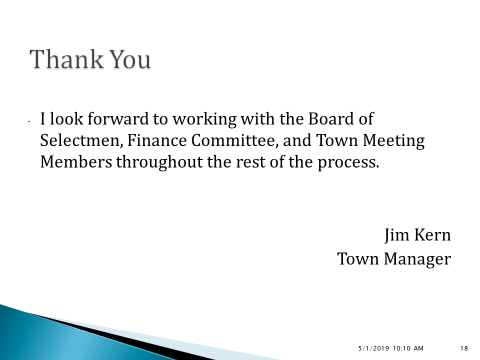 Thank You
- I look forward to working with the Board of
Selectmen, Finance Committee, and Town Meeting
Members throughout the rest of the process.
Jim Kern
Town Manager
5/1/2019 10:10 AM 18